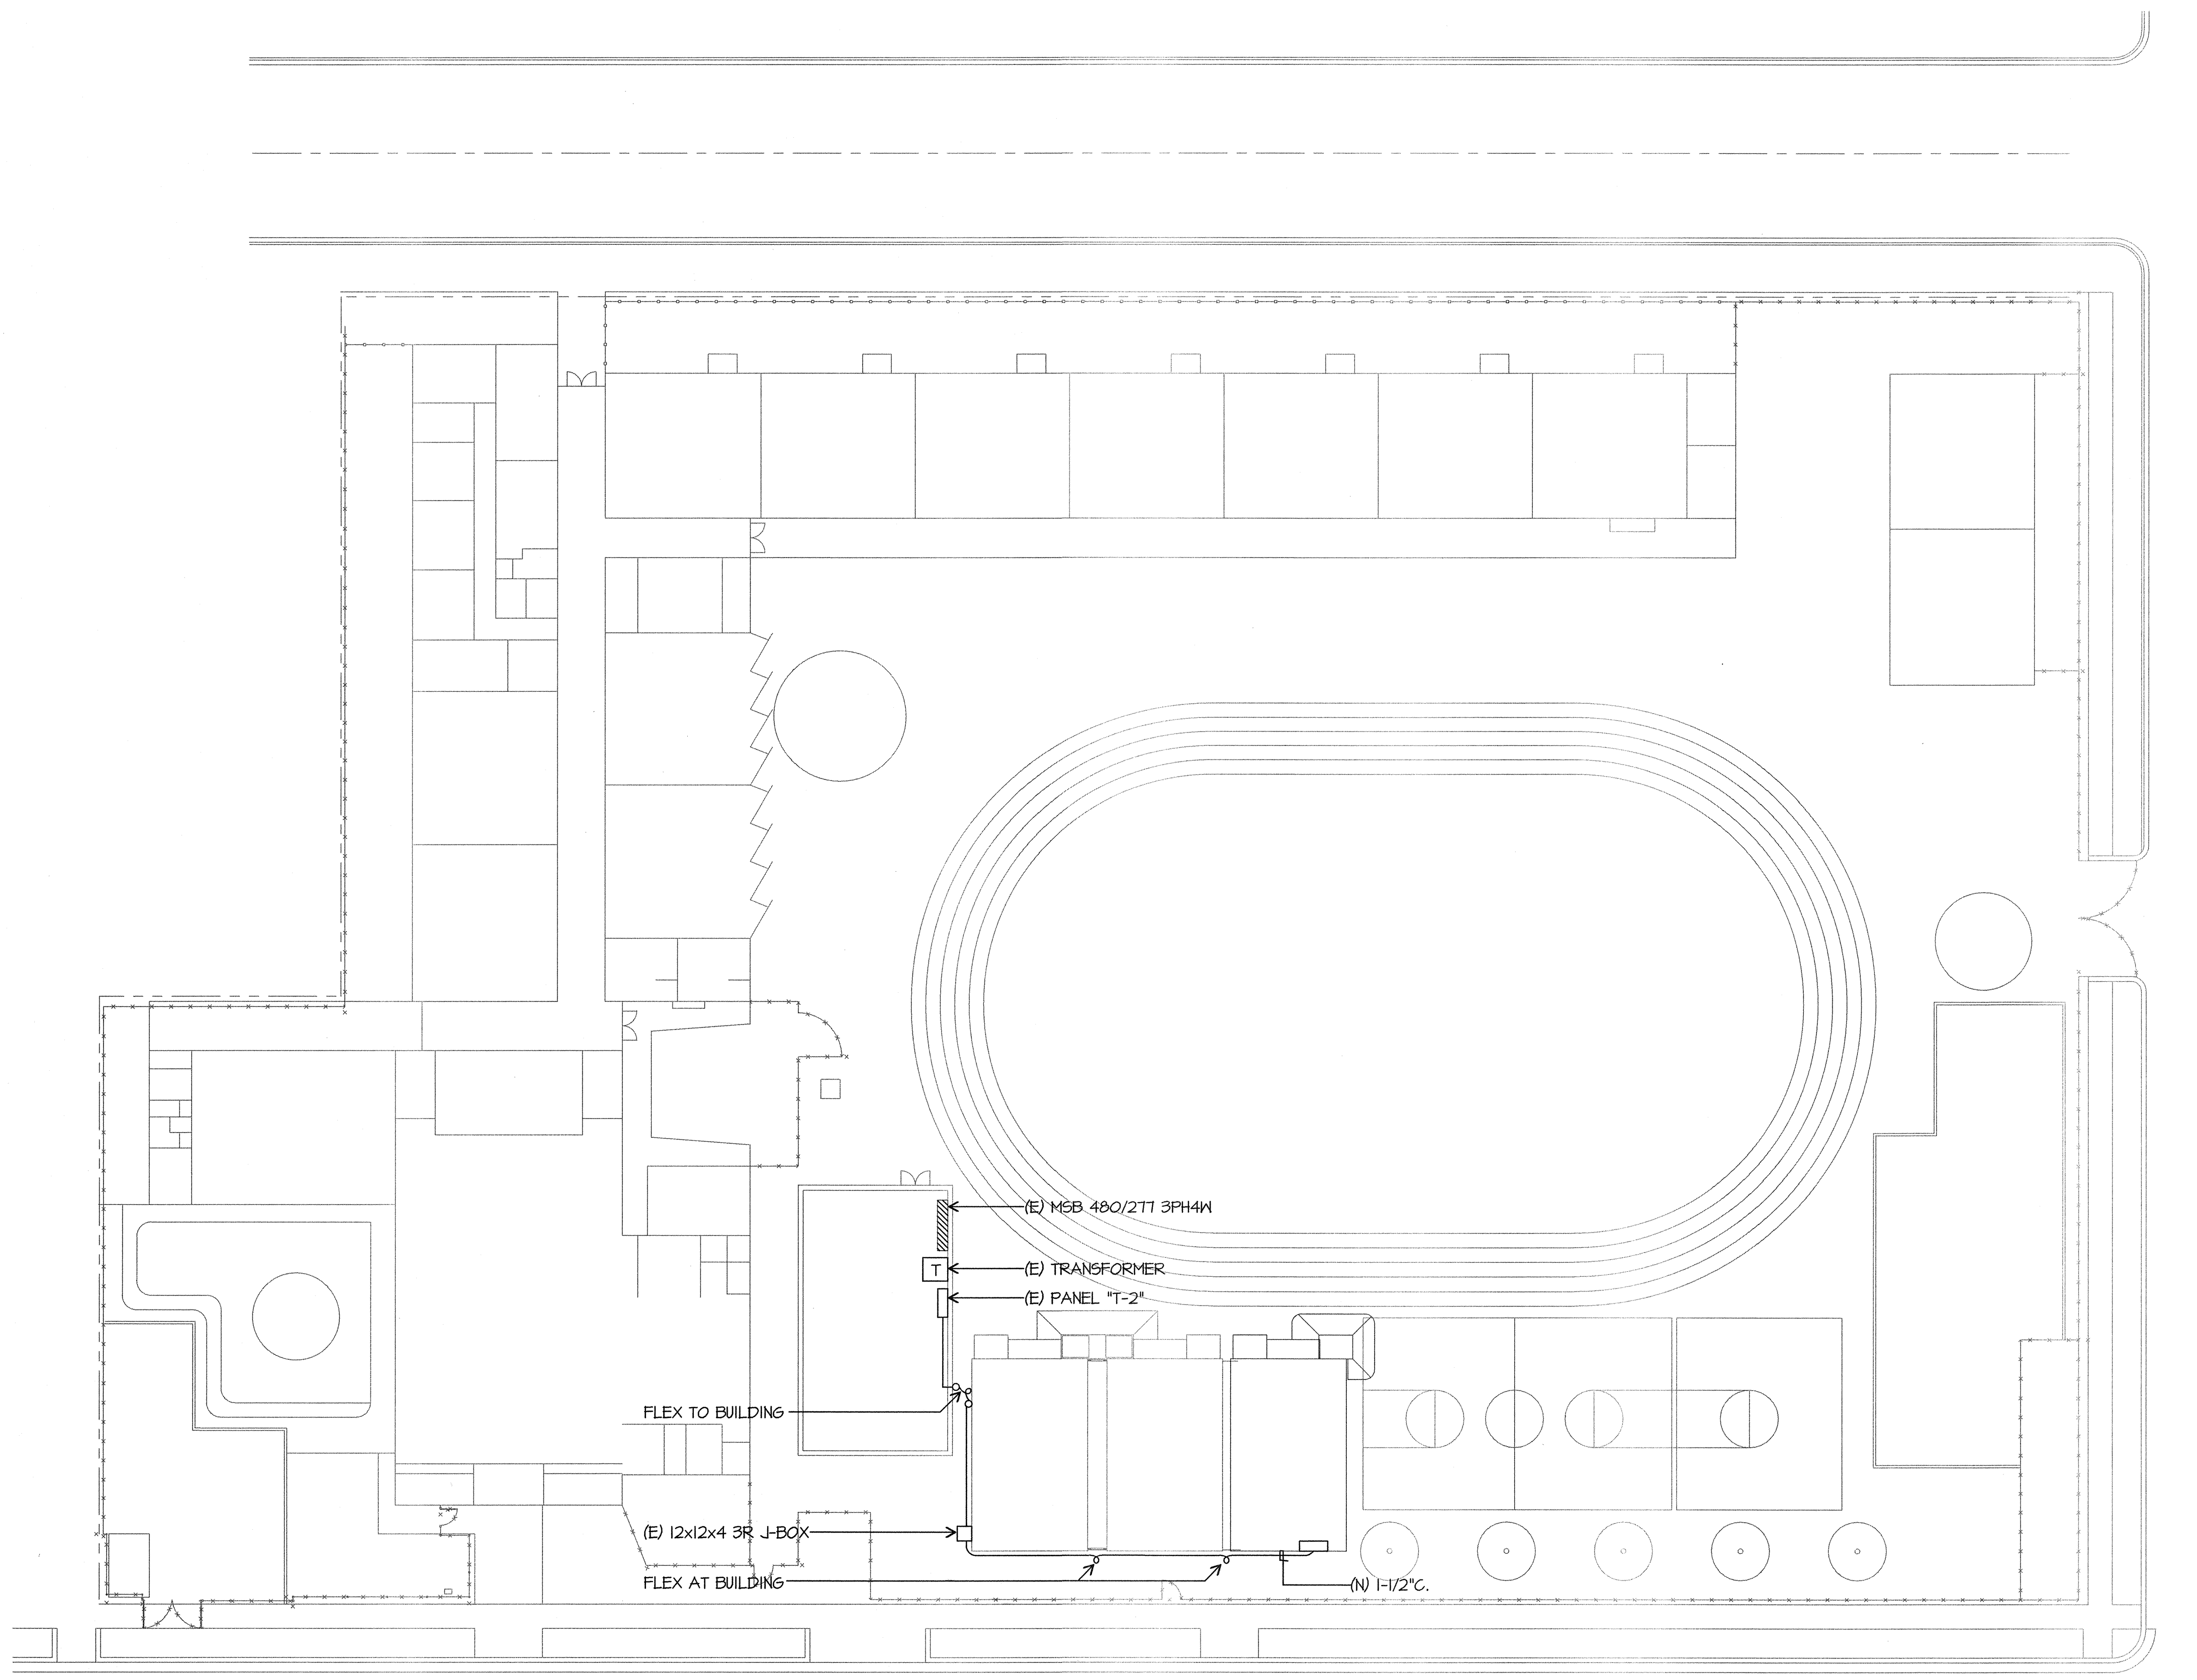 (E) MSB 480/277 3PH4W
T
(E) TRANSFORMER
(E) PANEL "T-2"
FLEX TO BUILDING
(E) 12x12x4 3R J-BOX
FLEX AT BUILDING
(N) 1-1/2"C.